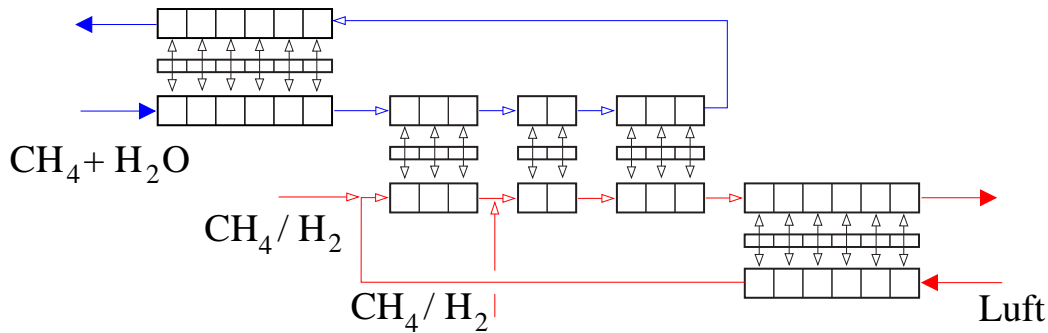 CH₄ + H₂O
CH₄ / H₂
CH₄ / H₂
Luft